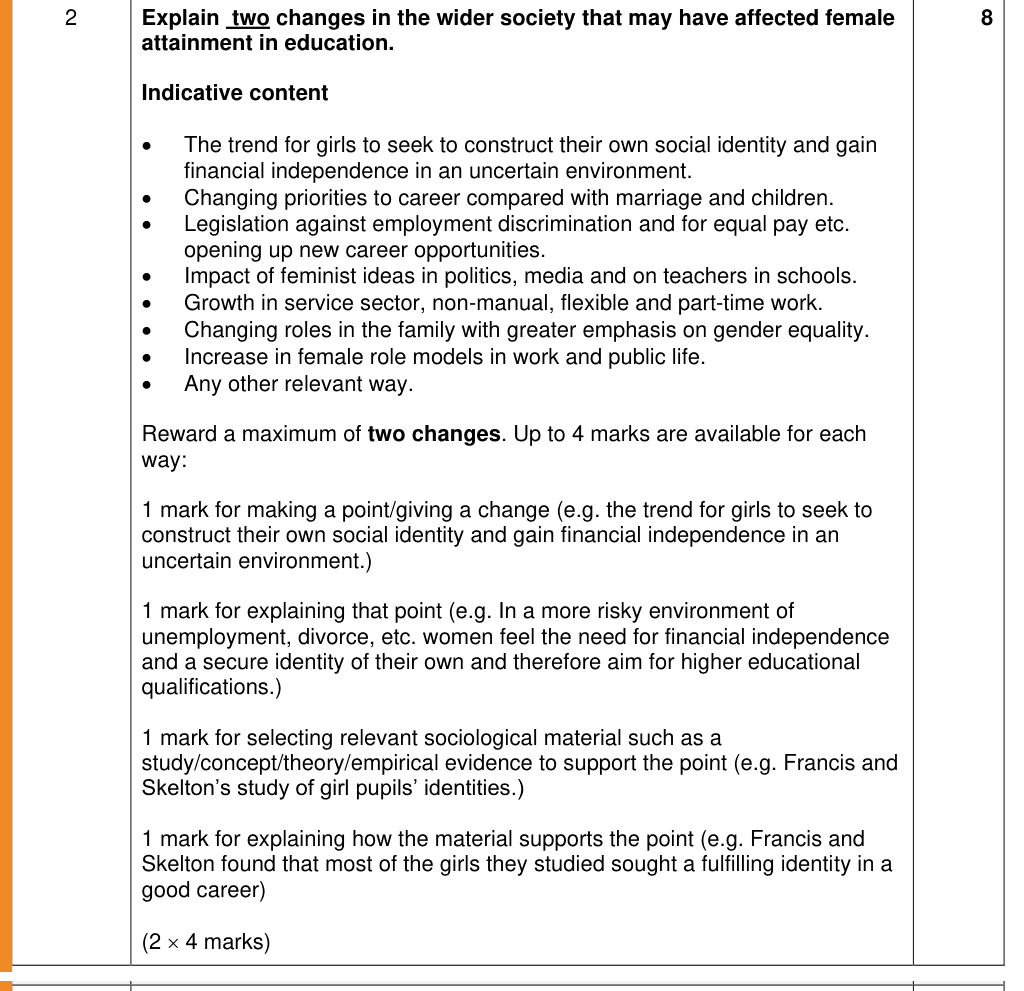 2 Explain two changes in the wider society that may have affected female 8
attainment in education.
Indicative content
• The trend for girls to seek to construct their own social identity and gain
financial independence in an uncertain environment.
• Changing priorities to career compared with marriage and children.
• Legislation against employment discrimination and for equal pay etc.
opening up new career opportunities.
• Impact of feminist ideas in politics, media and on teachers in schools.
• Growth in service sector, non-manual, flexible and part-time work.
• Changing roles in the family with greater emphasis on gender equality.
• Increase in female role models in work and public life.
• Any other relevant way.
Reward a maximum of two changes. Up to 4 marks are available for each
way:
1 mark for making a point/giving a change (e.g. the trend for girls to seek to
construct their own social identity and gain financial independence in an
uncertain environment.)
1 mark for explaining that point (e.g. In a more risky environment of
unemployment, divorce, etc. women feel the need for financial independence
and a secure identity of their own and therefore aim for higher educational
qualifications.)
1 mark for selecting relevant sociological material such as a
study/concept/theory/empirical evidence to support the point (e.g. Francis and
Skelton's study of girl pupils' identities.)
1 mark for explaining how the material supports the point (e.g. Francis and
Skelton found that most of the girls they studied sought a fulfilling identity in a
good career)
(2 × 4 marks)